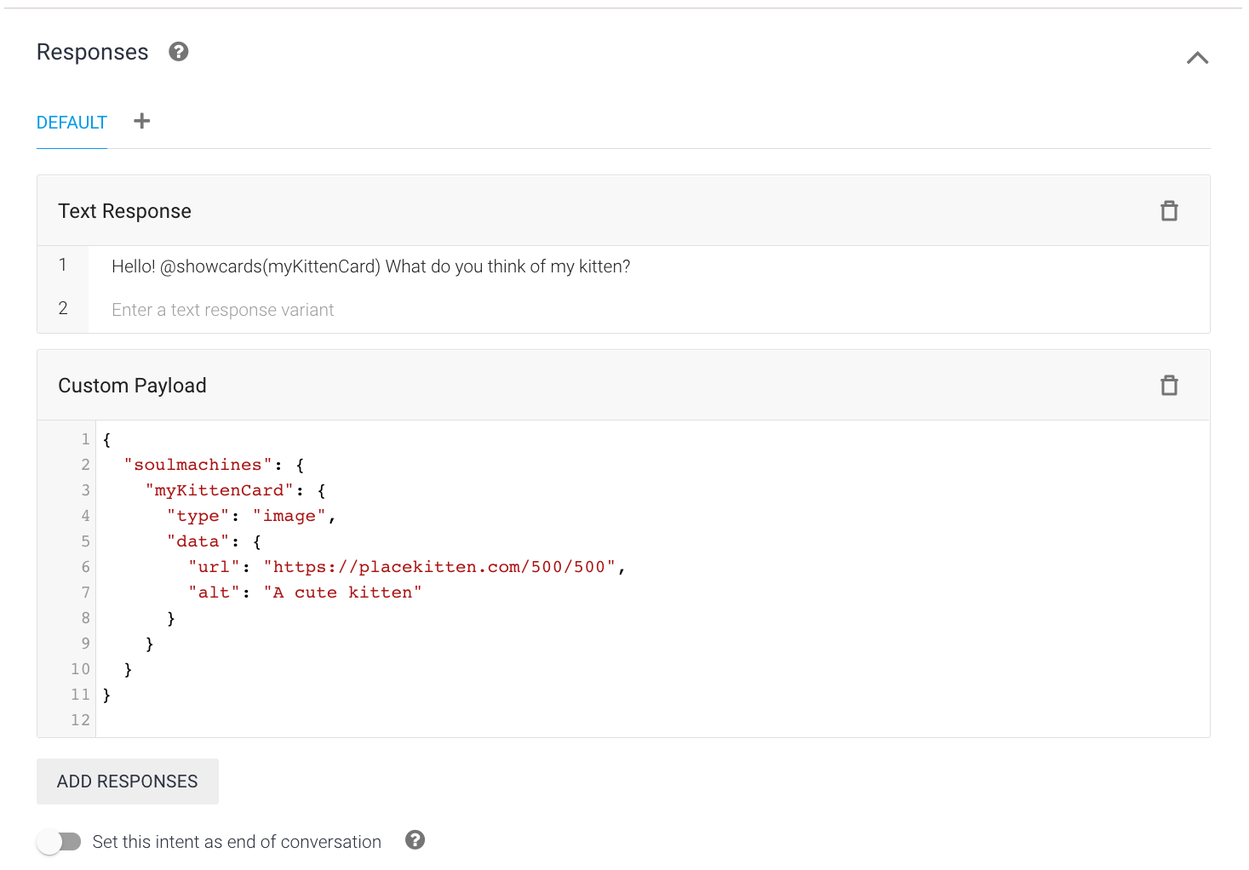 Responses ?
DEFAULT +
Text Response
1 Hello! @showcards(myKittenCard) What do you think of my kitten?
2 Enter a text response variant
Custom Payload
1 {
2   "soulmachines": {
3     "myKittenCard": {
4       "type": "image",
5       "data": {
6         "url": "https://placekitten.com/500/500",
7         "alt": "A cute kitten"
8       }
9     }
10   }
11 }
12
ADD RESPONSES
Set this intent as end of conversation ?